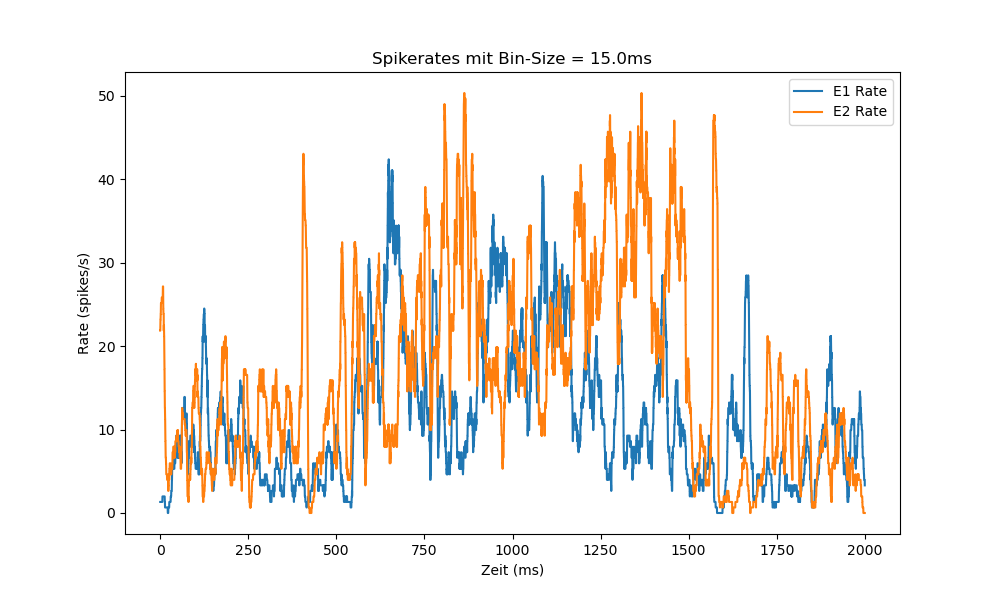 Spikerates mit Bin-Size = 15.0ms
E1 Rate
E2 Rate
50
40
30
20
10
0
Rate (spikes/s)
0 250 500 750 1000 1250 1500 1750 2000
Zeit (ms)